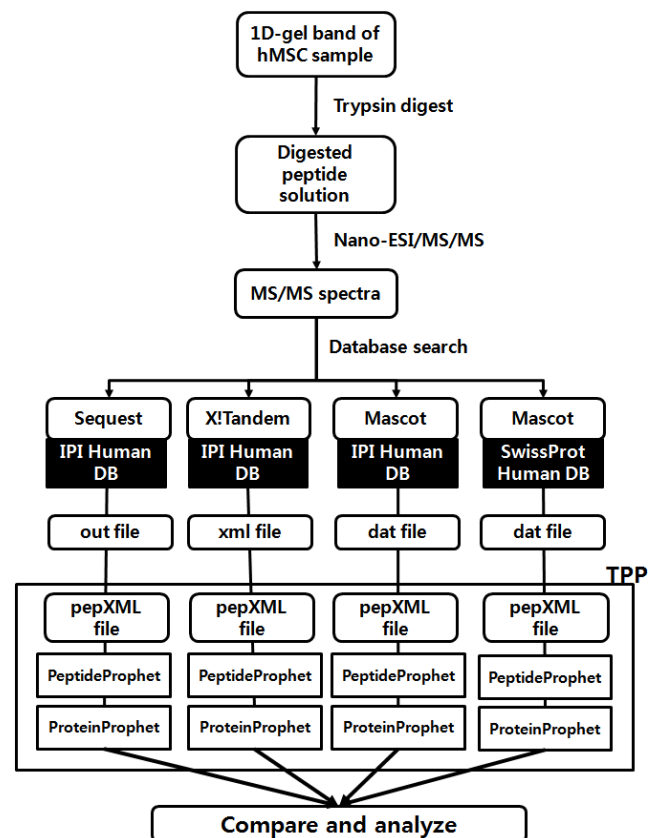 1D-gel band of
hMSC sample
Trypsin digest
Digested
peptide
solution
Nano-ESI/MS/MS
MS/MS spectra
Database search
Sequest
IPI Human
DB
X!Tandem
IPI Human
DB
Mascot
IPI Human
DB
Mascot
SwissProt
Human DB
out file
xml file
dat file
dat file
TPP
pepXML
file
pepXML
file
pepXML
file
pepXML
file
PeptideProphet
PeptideProphet
PeptideProphet
PeptideProphet
ProteinProphet
ProteinProphet
ProteinProphet
ProteinProphet
Compare and analyze